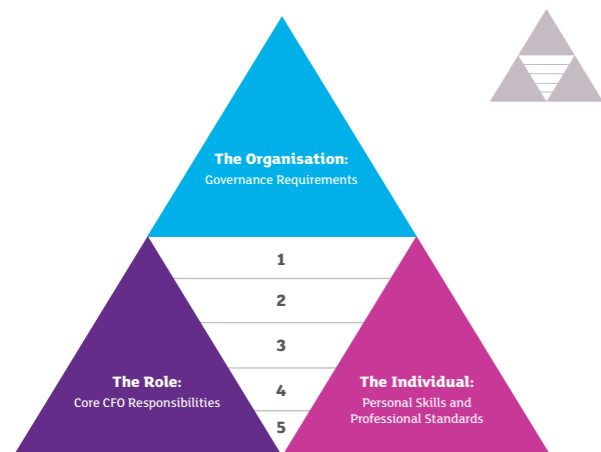 The Organisation:
Governance Requirements
1
2
3
4
5
The Role:
Core CFO Responsibilities
The Individual:
Personal Skills and
Professional Standards